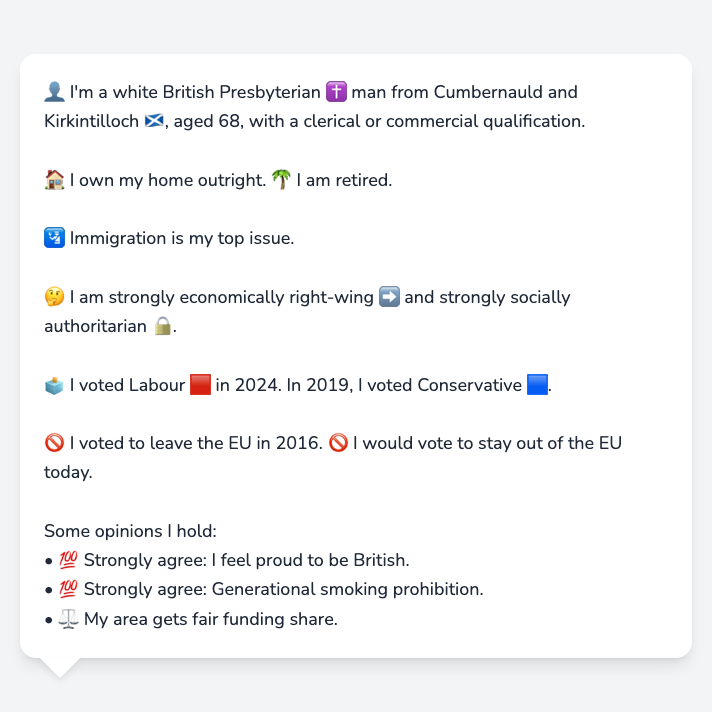 👤 I'm a white British Presbyterian ✝️ man from Cumbernauld and
Kirkintilloch 🏴󠁧󠁢󠁳󠁣󠁴󠁿, aged 68, with a clerical or commercial qualification.
🏠 I own my home outright. 🌴 I am retired.
🛂 Immigration is my top issue.
🤔 I am strongly economically right-wing ➡️ and strongly socially
authoritarian 🔒.
🗳️ I voted Labour 🟥 in 2024. In 2019, I voted Conservative 🟦.
🚫 I voted to leave the EU in 2016. 🚫 I would vote to stay out of the EU
today.
Some opinions I hold:
• 💯 Strongly agree: I feel proud to be British.
• 💯 Strongly agree: Generational smoking prohibition.
• ⚖️ My area gets fair funding share.